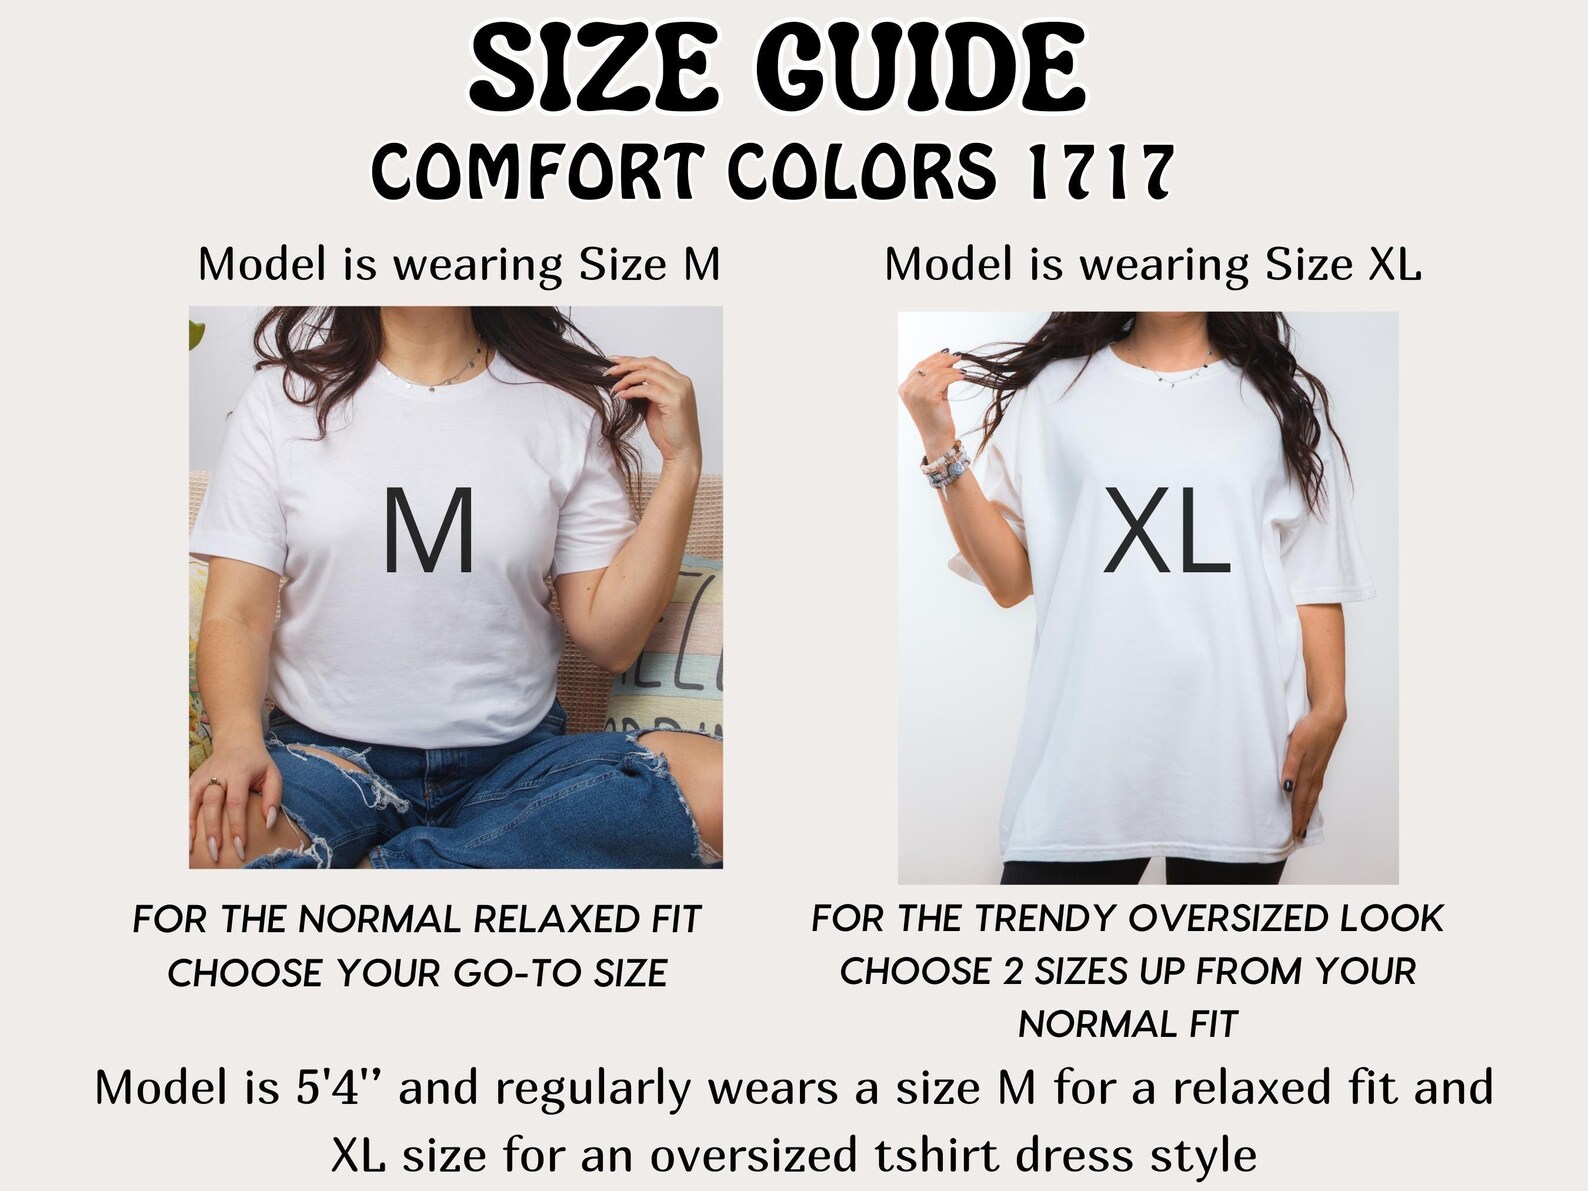 SIZE GUIDE
COMFORT COLORS 1717
Model is wearing Size M
Model is wearing Size XL
M
XL
FOR THE NORMAL RELAXED FIT
CHOOSE YOUR GO-TO SIZE
FOR THE TRENDY OVERSIZED LOOK
CHOOSE 2 SIZES UP FROM YOUR
NORMAL FIT
Model is 5'4'’ and regularly wears a size M for a relaxed fit and
XL size for an oversized tshirt dress style